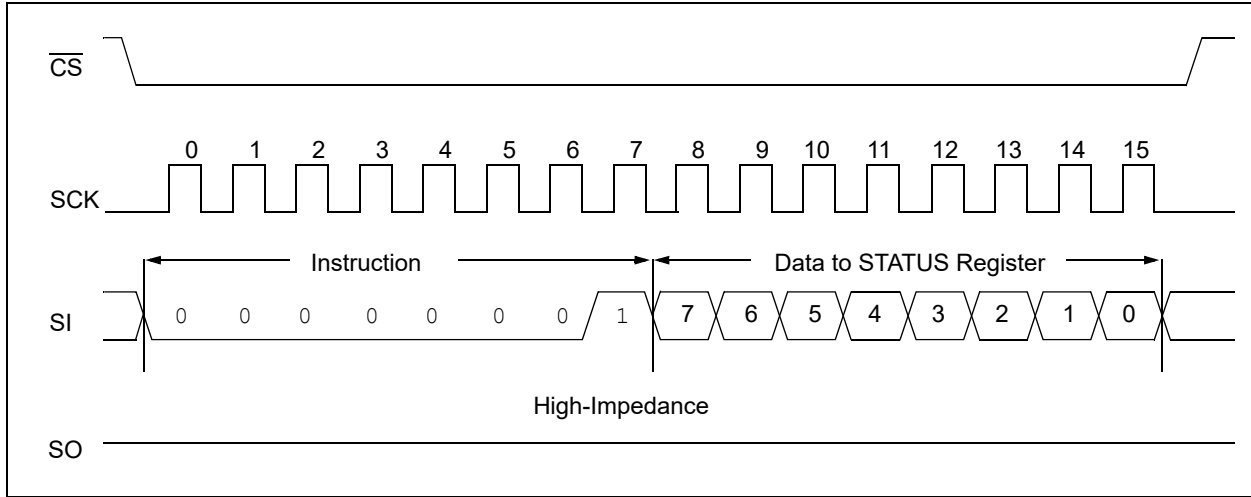 CS
0 1 2 3 4 5 6 7 8 9 10 11 12 13 14 15
SCK
Instruction Data to STATUS Register
SI 0 0 0 0 0 0 0 1 7 6 5 4 3 2 1 0
High-Impedance
SO